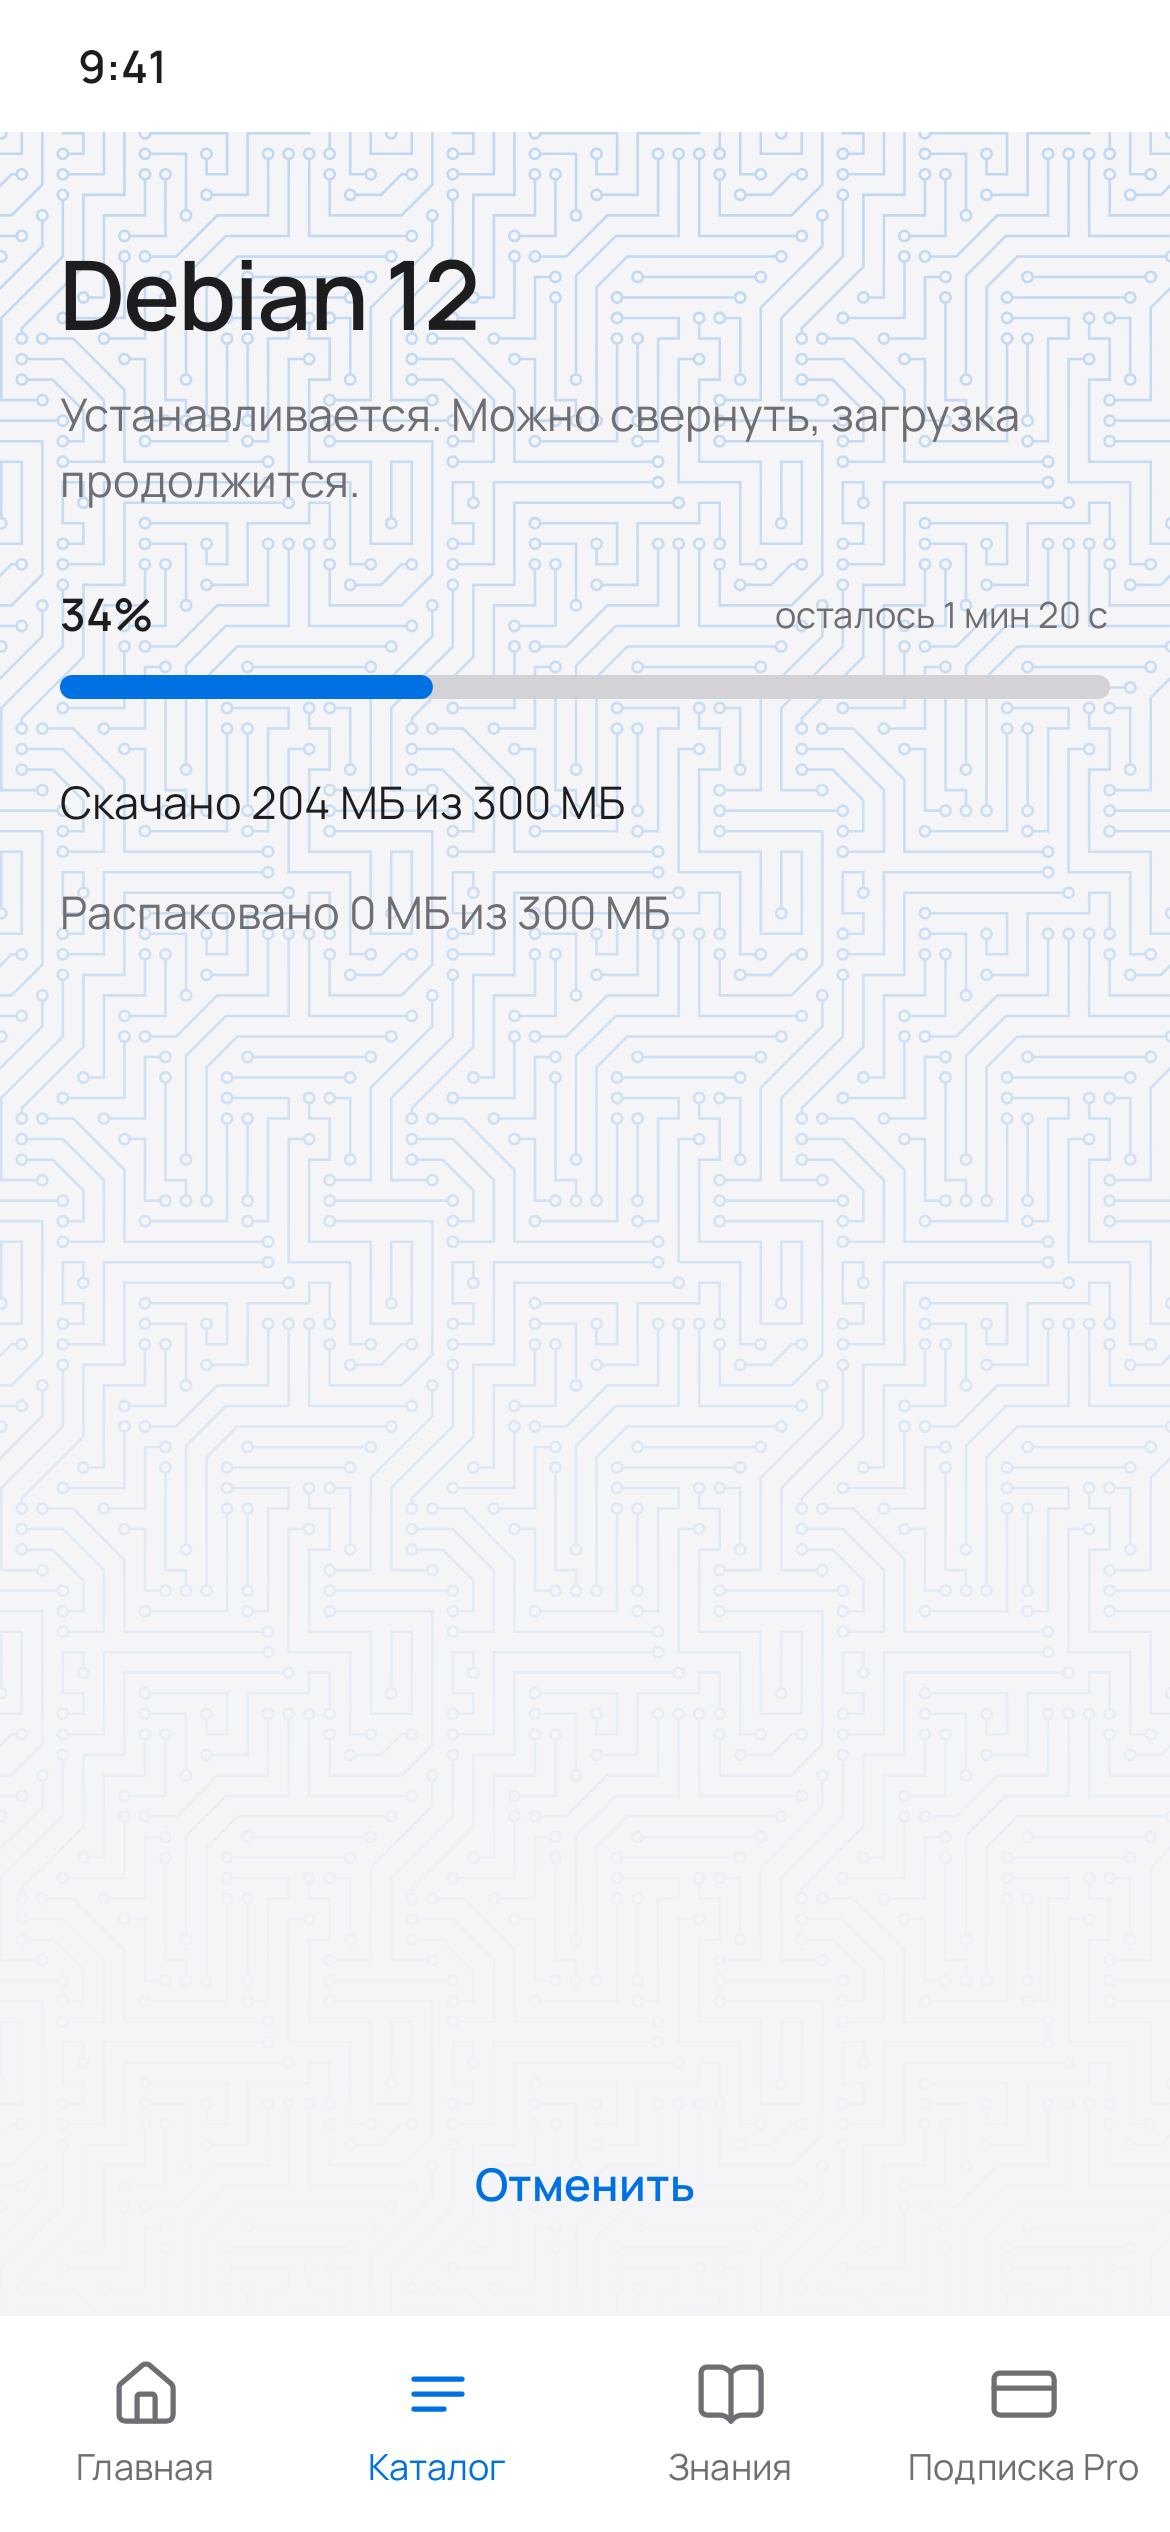 9:41
Debian 12
Устанавливается. Можно свернуть, загрузка
продолжится.
34%
осталось 1 мин 20 с
Скачано 204 МБ из 300 МБ
Распаковано 0 МБ из 300 МБ
Отменить
Главная
Каталог
Знания
Подписка Pro